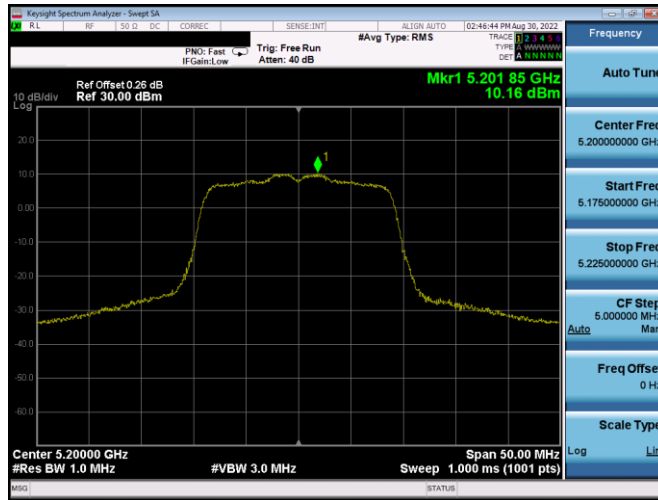 Keysight Spectrum Analyzer - Swept SA
RL RF 50 Ω DC CORREC SENSE:INT ALIGN AUTO 02:46:44 PM Aug 30, 2022
#Avg Type: RMS
TRACE 1 2 3 4 5 6
TYPE A WWWWW
DET A NNNNN
PNO: Fast
IFGain:Low
Trig: Free Run
Atten: 40 dB
Mkr1 5.201 85 GHz
10.16 dBm
Ref Offset 0.26 dB
Ref 30.00 dBm
10 dB/div
Log
1
20.0
10.0
0.00
-10.0
-20.0
-30.0
-40.0
-50.0
-60.0
Center 5.20000 GHz
Span 50.00 MHz
#Res BW 1.0 MHz
#VBW 3.0 MHz
Sweep 1.000 ms (1001 pts)
MSG
STATUS
Frequency
Auto Tune
Center Freq
5.200000000 GHz
Start Freq
5.175000000 GHz
Stop Freq
5.225000000 GHz
CF Step
5.000000 MHz
Auto Man
Freq Offset
0 Hz
Scale Type
Log Lin